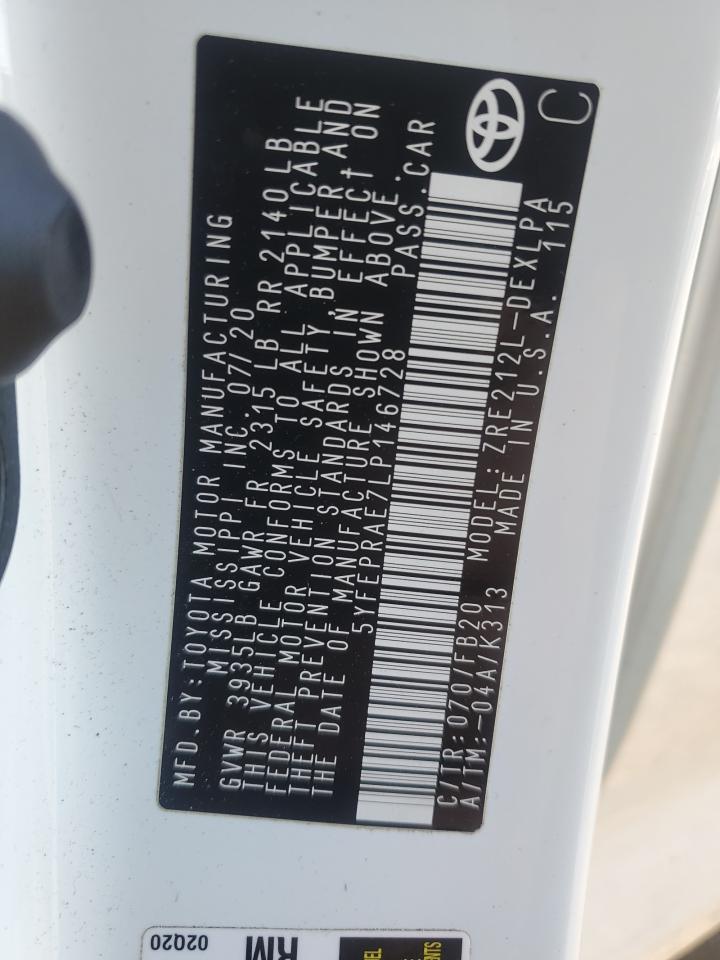 MFD.BY:TOYOTA MOTOR MANUFACTURING
MISSISSIPPI INC. 07/20
GVWR 3935LB GAWR FR 2315 LB RR 2140 LB
THIS VEHICLE CONFORMS TO ALL APPLICABLE
FEDERAL MOTOR VEHICLE SAFETY, BUMPER, AND
THEFT PREVENTION STANDARDS IN EFFECT ON
THE DATE OF MANUFACTURE SHOWN ABOVE.
5YFEPRAE7LP146728 PASS.CAR
C/TR:070/FB20 MODEL:ZRE212L-DEXLPA
A/TM:-04A/K313 MADE IN U.S.A. 115
C
02Q20
RM